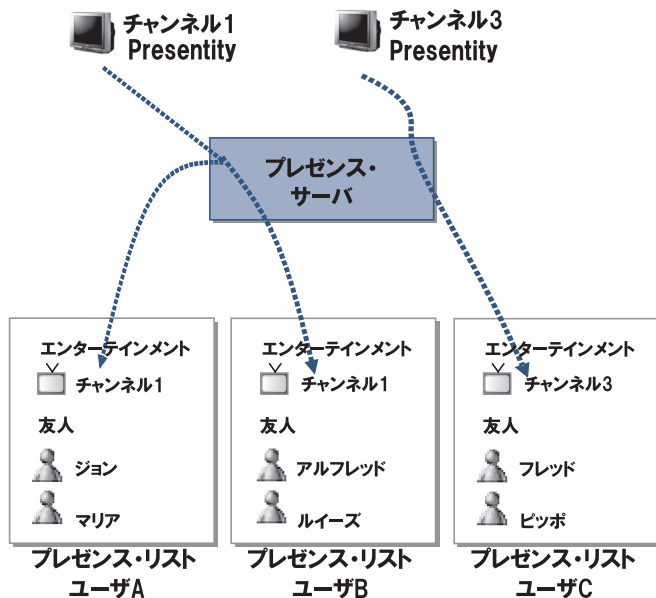 チャンネル1
Presentity
チャンネル3
Presentity
プレゼンス・
サーバ
エンターテインメント
チャンネル1
友人
ジョン
マリア
プレゼンス・リスト
ユーザA
エンターテインメント
チャンネル1
友人
アルフレッド
ルイーズ
プレゼンス・リスト
ユーザB
エンターテインメント
チャンネル3
友人
フレッド
ピッポ
プレゼンス・リスト
ユーザC